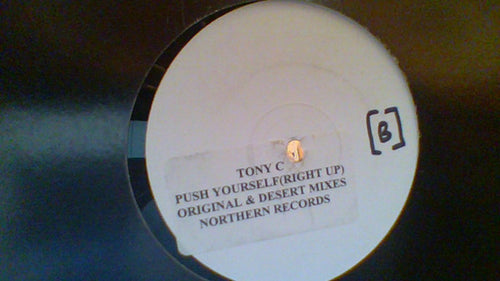 TONY C
PUSH YOURSELF(RIGHT UP)
ORIGINAL & DESERT MIXES
NORTHERN RECORDS
[B]